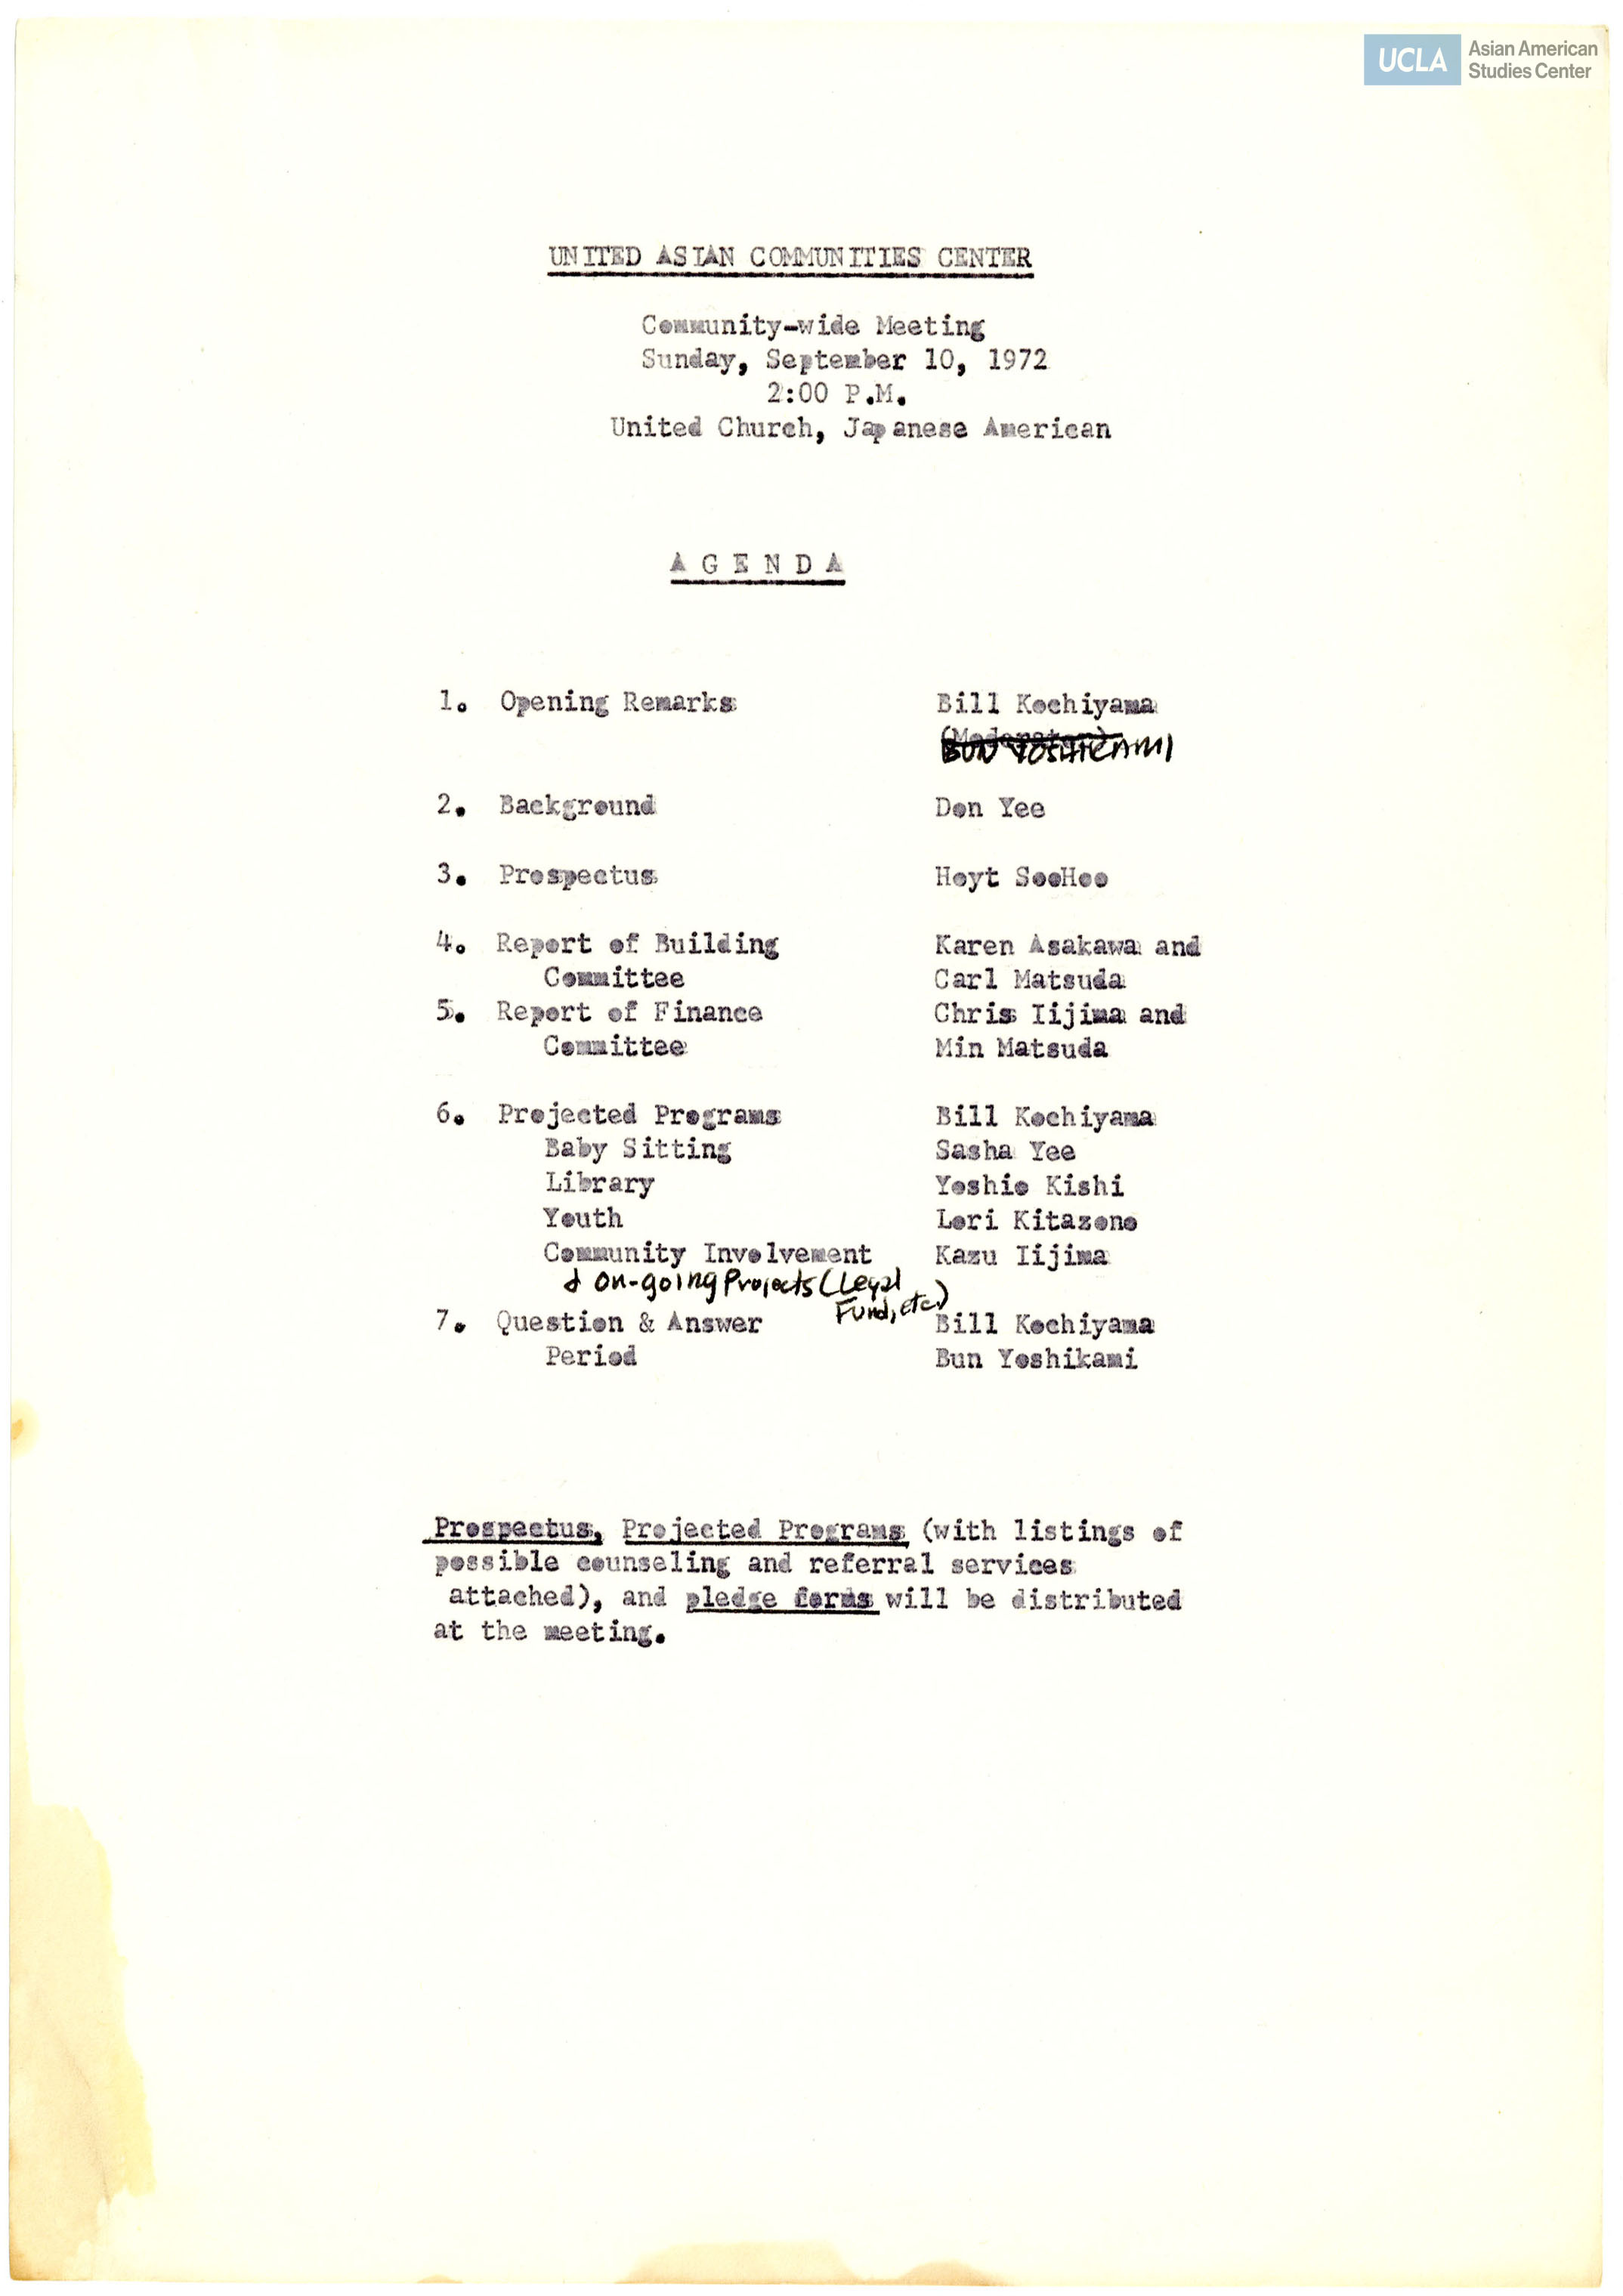 UCLA Asian American
Studies Center
UNITED ASIAN COMMUNITIES CENTER
Community-wide Meeting
Sunday, September 10, 1972
2:00 P.M.
United Church, Japanese American
A G E N D A
1. Opening Remarks Bill Kochiyama
(Moderator)
BUN YOSHIKAMI
2. Background Don Yee
3. Prospectus Hoyt SooHoo
4. Report of Building Karen Asakawa and
Committee Carl Matsuda
5. Report of Finance Chris Iijima and
Committee Min Matsuda
6. Projected Programs Bill Kochiyama
Baby Sitting Sasha Yee
Library Yoshio Kishi
Youth Lori Kitazono
Community Involvement Kazu Iijima
& on-going Projects (Legal
Fund, etc.)
7. Question & Answer Bill Kochiyama
Period Bun Yoshikami
Prospectus, Projected Programs (with listings of
possible counseling and referral services
attached), and pledge forms will be distributed
at the meeting.